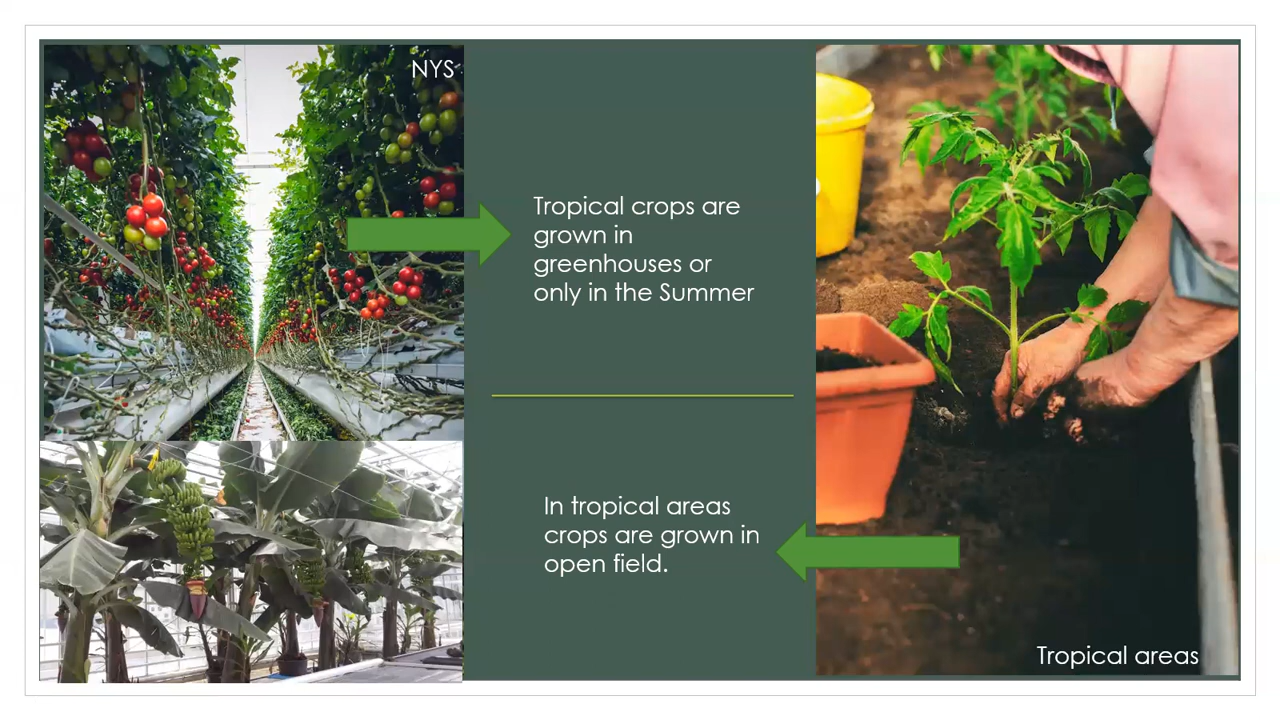 NYS
Tropical crops are
grown in
greenhouses or
only in the Summer
In tropical areas
crops are grown in
open field.
Tropical areas